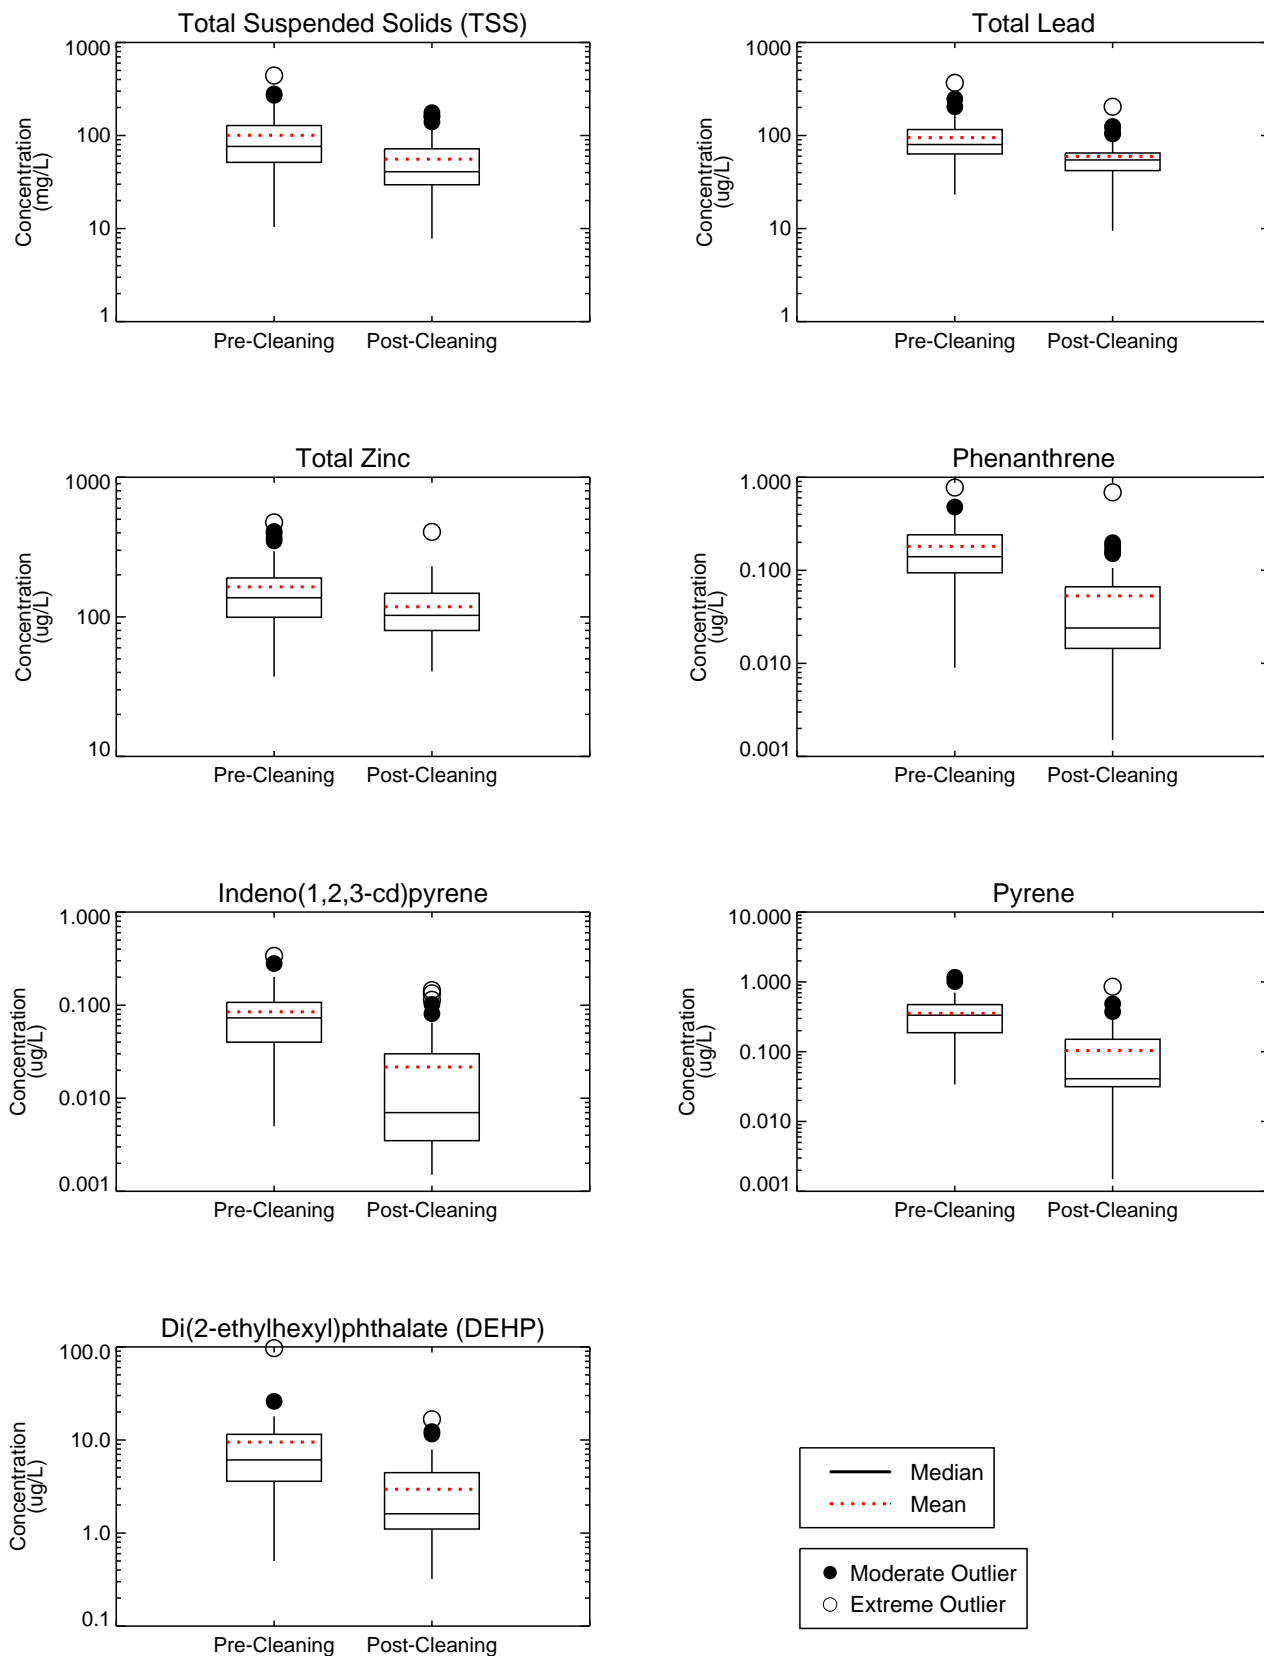 Total Suspended Solids (TSS)
1000
100
10
1
Concentration
(mg/L)
Pre-Cleaning
Post-Cleaning
Total Lead
1000
100
10
1
Concentration
(ug/L)
Pre-Cleaning
Post-Cleaning
Total Zinc
1000
100
10
Concentration
(ug/L)
Pre-Cleaning
Post-Cleaning
Phenanthrene
1.000
0.100
0.010
0.001
Concentration
(ug/L)
Pre-Cleaning
Post-Cleaning
Indeno(1,2,3-cd)pyrene
1.000
0.100
0.010
0.001
Concentration
(ug/L)
Pre-Cleaning
Post-Cleaning
Pyrene
10.000
1.000
0.100
0.010
0.001
Concentration
(ug/L)
Pre-Cleaning
Post-Cleaning
Di(2-ethylhexyl)phthalate (DEHP)
100.0
10.0
1.0
0.1
Concentration
(ug/L)
Pre-Cleaning
Post-Cleaning
Median
Mean
Moderate Outlier
Extreme Outlier